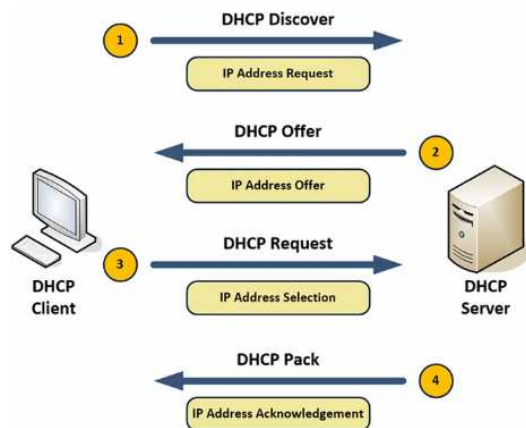 DHCP Discover
1
IP Address Request
DHCP Offer
2
IP Address Offer
DHCP Request
3
IP Address Selection
DHCP
Client
DHCP
Server
DHCP Pack
4
IP Address Acknowledgement